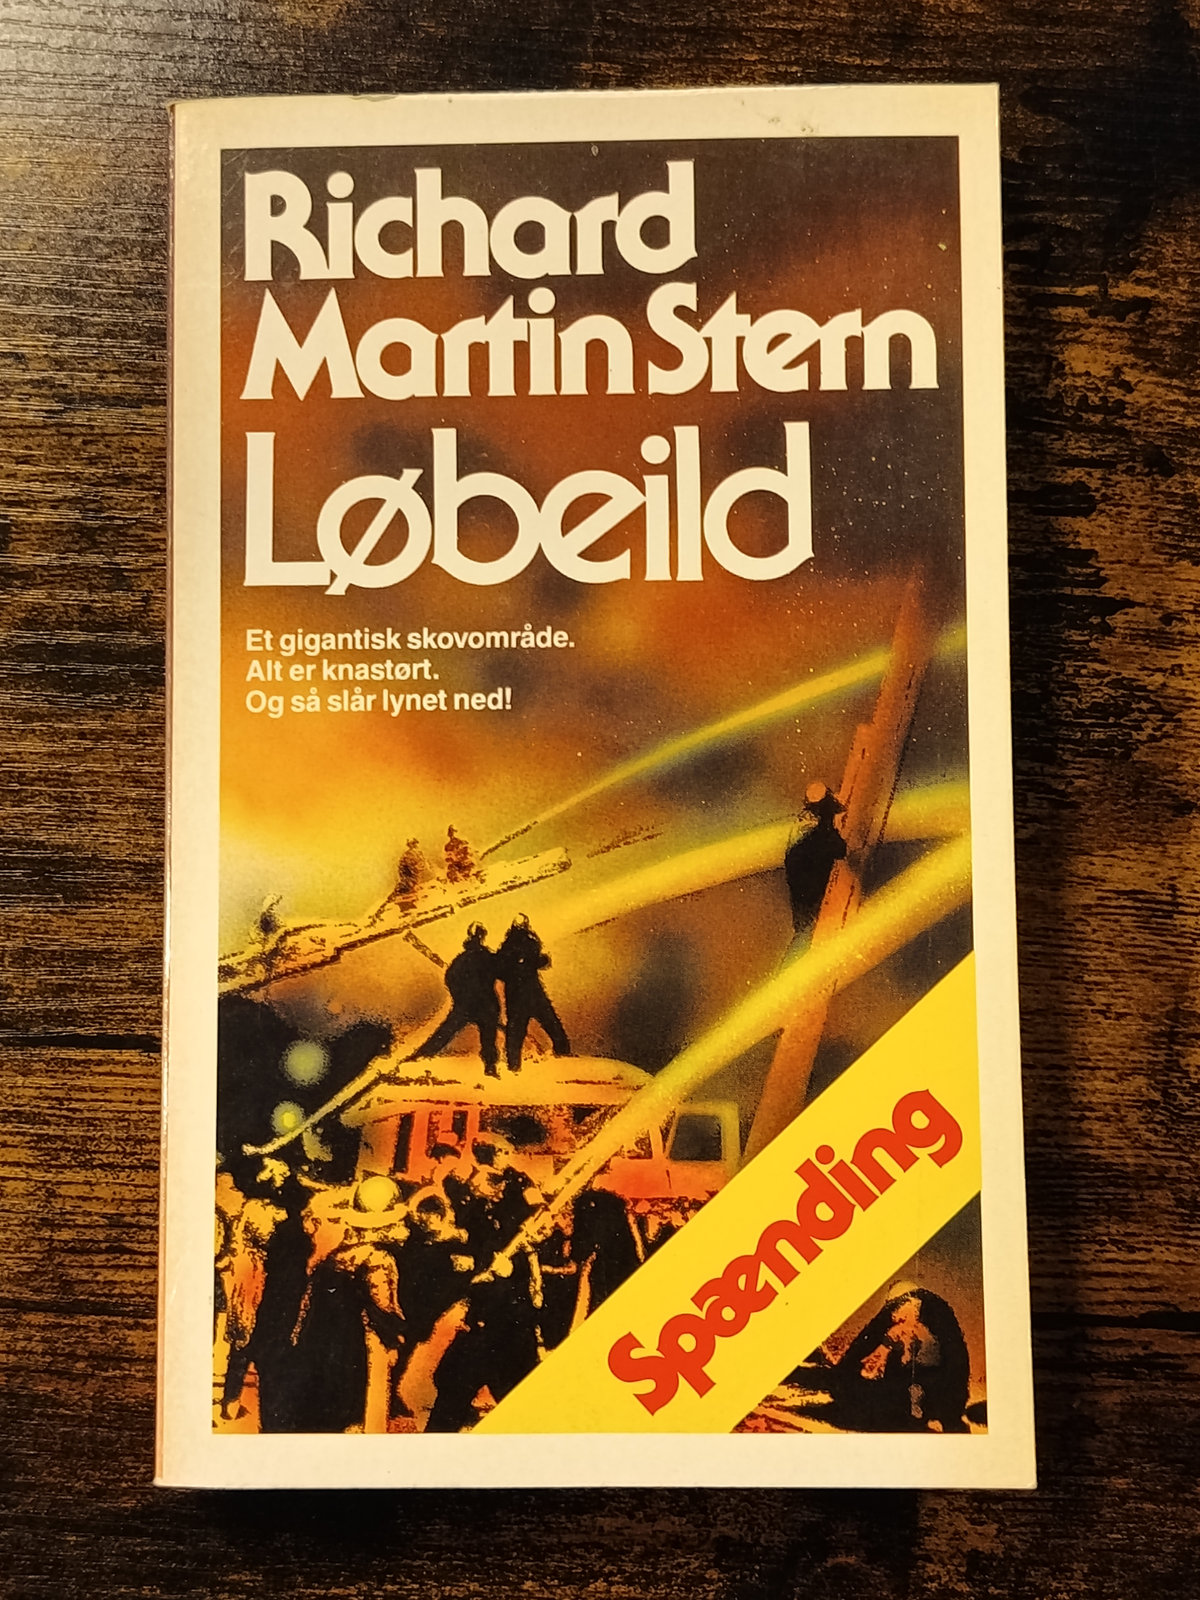 Richard
Martin Stern
Løbeild
Et gigantisk skovområde.
Alt er knastørt.
Og så slår lynet ned!
Spænding